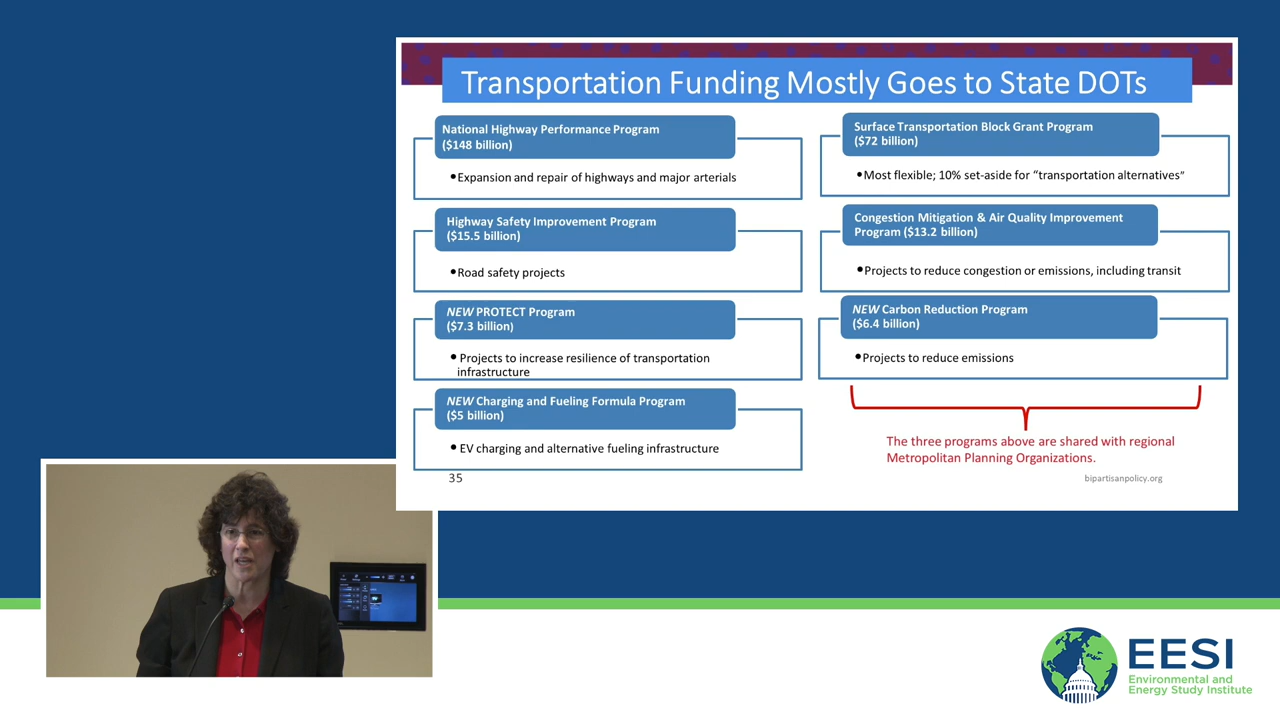 Transportation Funding Mostly Goes to State DOTs
National Highway Performance Program
($148 billion)
•Expansion and repair of highways and major arterials
Highway Safety Improvement Program
($15.5 billion)
•Road safety projects
NEW PROTECT Program
($7.3 billion)
• Projects to increase resilience of transportation
infrastructure
NEW Charging and Fueling Formula Program
($5 billion)
• EV charging and alternative fueling infrastructure
35
Surface Transportation Block Grant Program
($72 billion)
•Most flexible; 10% set-aside for “transportation alternatives”
Congestion Mitigation & Air Quality Improvement
Program ($13.2 billion)
•Projects to reduce congestion or emissions, including transit
NEW Carbon Reduction Program
($6.4 billion)
•Projects to reduce emissions
The three programs above are shared with regional
Metropolitan Planning Organizations.
bipartisanpolicy.org
EESI
Environmental and
Energy Study Institute